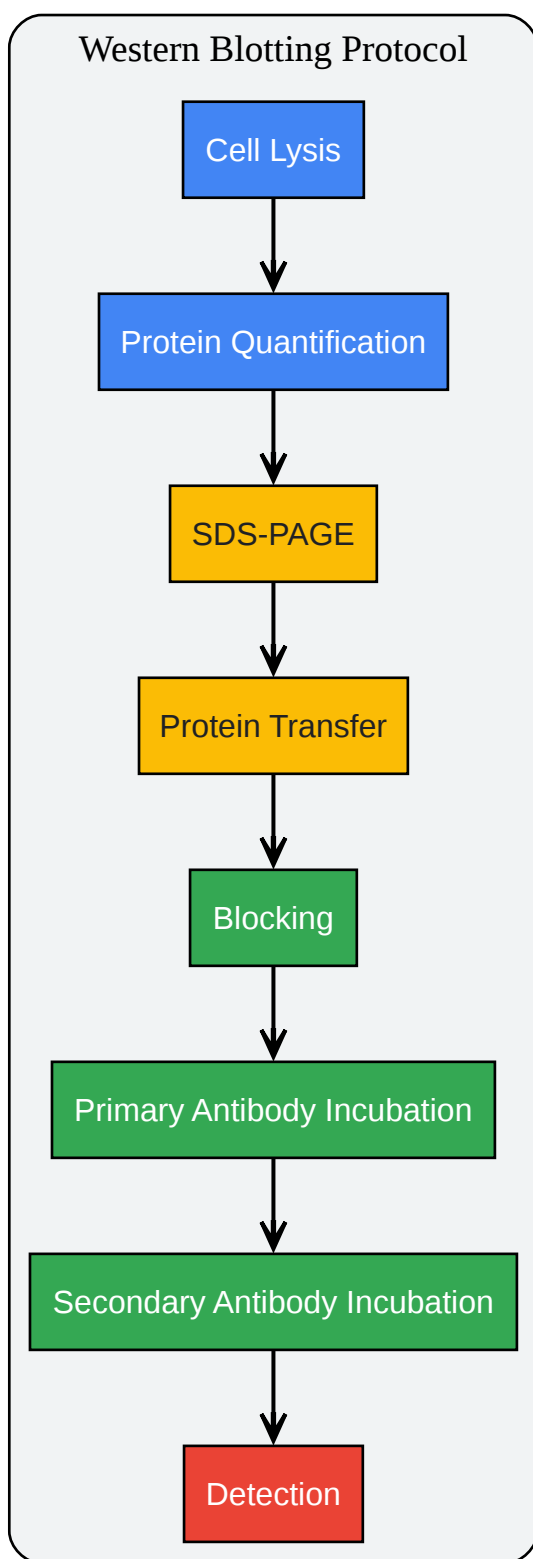 Western Blotting Protocol
Cell Lysis
Protein Quantification
SDS-PAGE
Protein Transfer
Blocking
Primary Antibody Incubation
Secondary Antibody Incubation
Detection